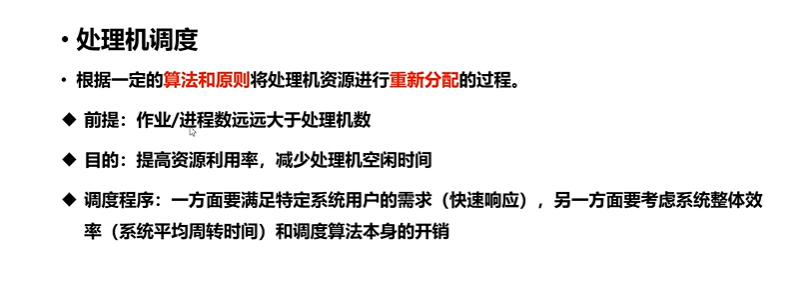 • 处理机调度
• 根据一定的算法和原则将处理机资源进行重新分配的过程。
◆ 前提：作业/进程数远远大于处理机数
◆ 目的：提高资源利用率，减少处理机空闲时间
◆ 调度程序：一方面要满足特定系统用户的需求（快速响应），另一方面要考虑系统整体效
率（系统平均周转时间）和调度算法本身的开销